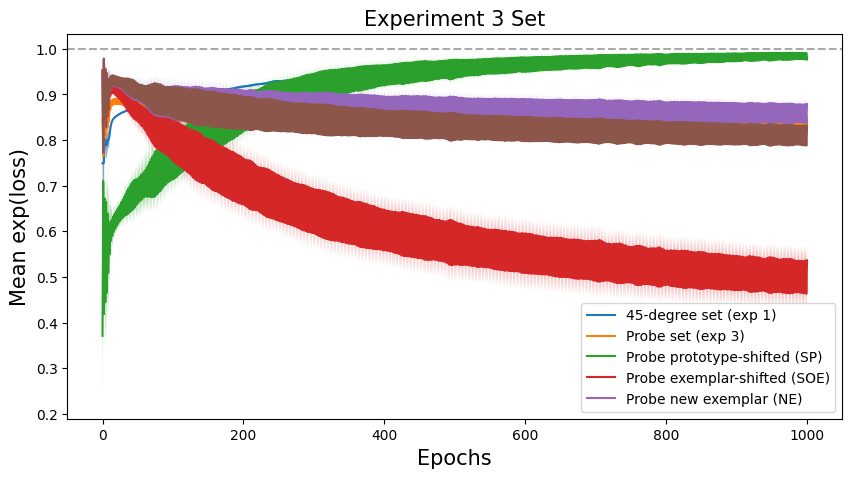 Experiment 3 Set
Mean exp(loss)
1.0
0.9
0.8
0.7
0.6
0.5
0.4
0.3
0.2
45-degree set (exp 1)
Probe set (exp 3)
Probe prototype-shifted (SP)
Probe exemplar-shifted (SOE)
Probe new exemplar (NE)
0 200 400 600 800 1000
Epochs